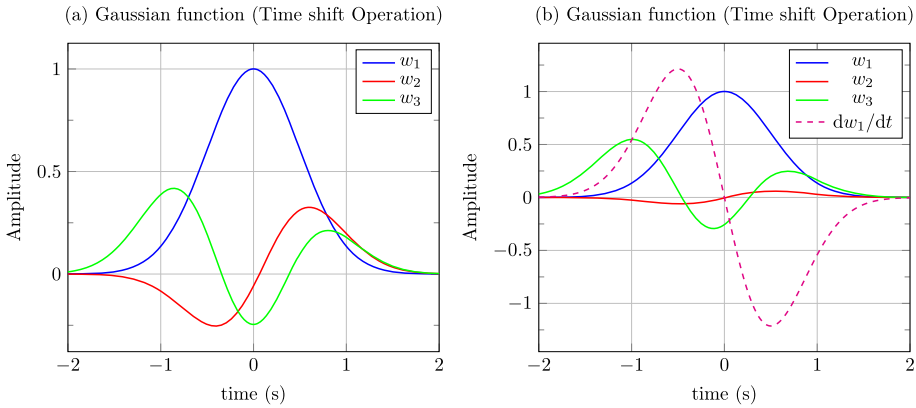 (a) Gaussian function (Time shift Operation)
w₁
w₂
w₃
1
0.5
0
Amplitude
−2
−1
0
1
2
time (s)
(b) Gaussian function (Time shift Operation)
w₁
w₂
w₃
dw₁/dt
1
0.5
0
−0.5
−1
Amplitude
−2
−1
0
1
2
time (s)